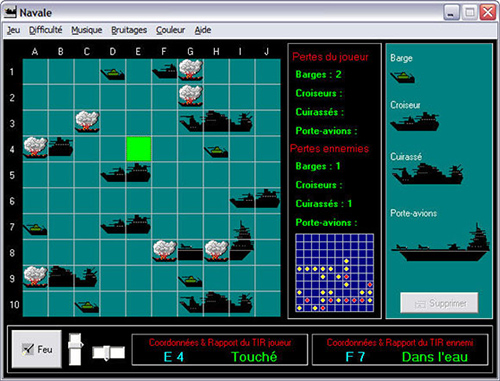 Navale
Jeu Difficulté Musique Bruitages Couleur Aide
A B C D E F G H I J
1
2
3
4
5
6
7
8
9
10
Pertes du joueur
Barges : 2
Croiseurs :
Cuirassés :
Porte-avions :
Pertes ennemies
Barges : 1
Croiseurs :
Cuirassés : 1
Porte-avions :
Barge
Croiseur
Cuirassé
Porte-avions
Supprimer
Feu
Coordonnées & Rapport du TIR joueur
E 4 Touché
Coordonnées & Rapport du TIR ennemi
F 7 Dans l'eau